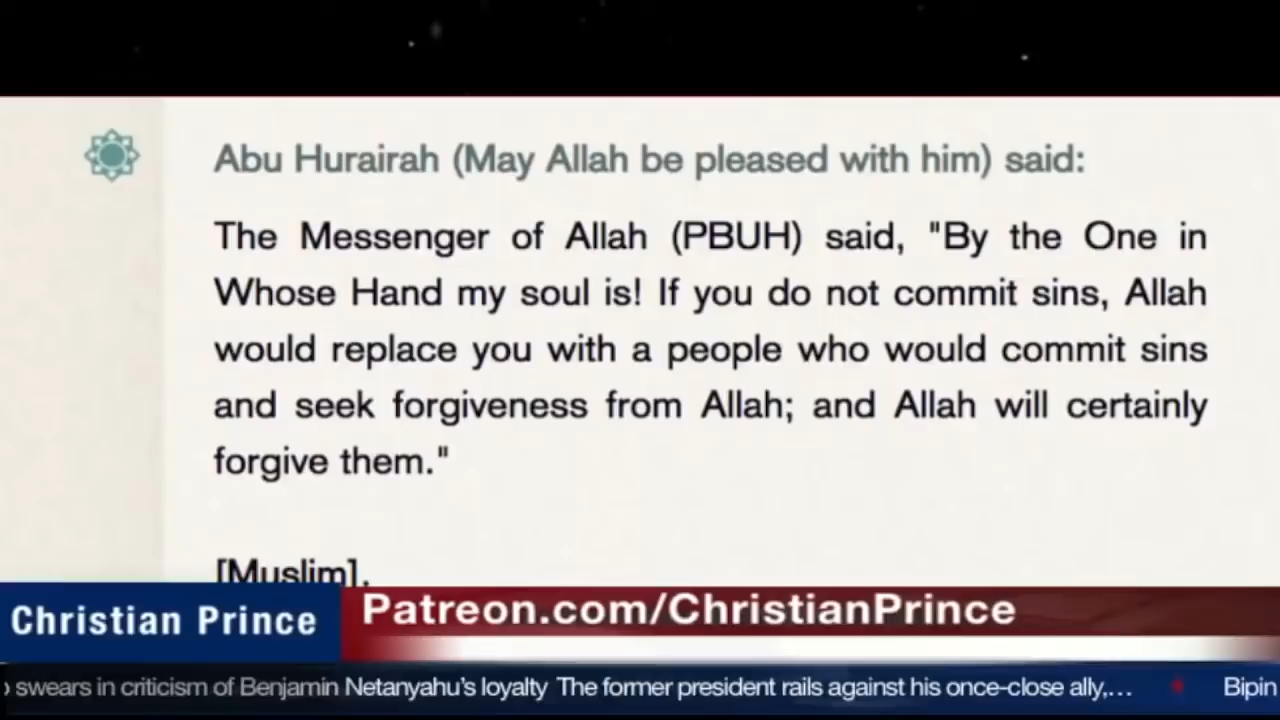 Abu Hurairah (May Allah be pleased with him) said:
The Messenger of Allah (PBUH) said, "By the One in
Whose Hand my soul is! If you do not commit sins, Allah
would replace you with a people who would commit sins
and seek forgiveness from Allah; and Allah will certainly
forgive them."
[Muslim].
Christian Prince
Patreon.com/ChristianPrince
swears in criticism of Benjamin Netanyahu's loyalty The former president rails against his once-close ally,... Bipin